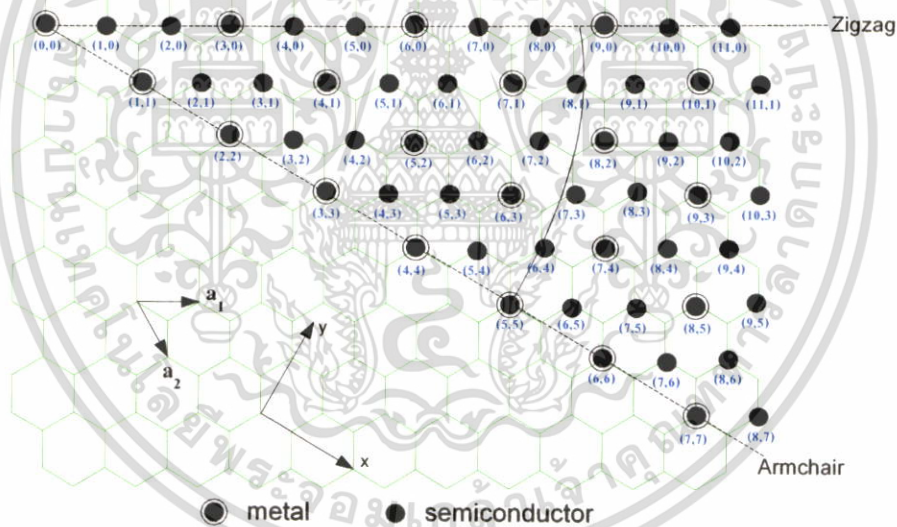 Zigzag
(0,0) (1,0) (2,0) (3,0) (4,0) (5,0) (6,0) (7,0) (8,0) (9,0) (10,0) (11,0)
(1,1) (2,1) (3,1) (4,1) (5,1) (6,1) (7,1) (8,1) (9,1) (10,1) (11,1)
(2,2) (3,2) (4,2) (5,2) (6,2) (7,2) (8,2) (9,2) (10,2)
(3,3) (4,3) (5,3) (6,3) (7,3) (8,3) (9,3) (10,3)
(4,4) (5,4) (6,4) (7,4) (8,4) (9,4)
a1
(5,5) (6,5) (7,5) (8,5) (9,5)
y
a2
(6,6) (7,6) (8,6)
(7,7) (8,7)
x
Armchair
metal semiconductor